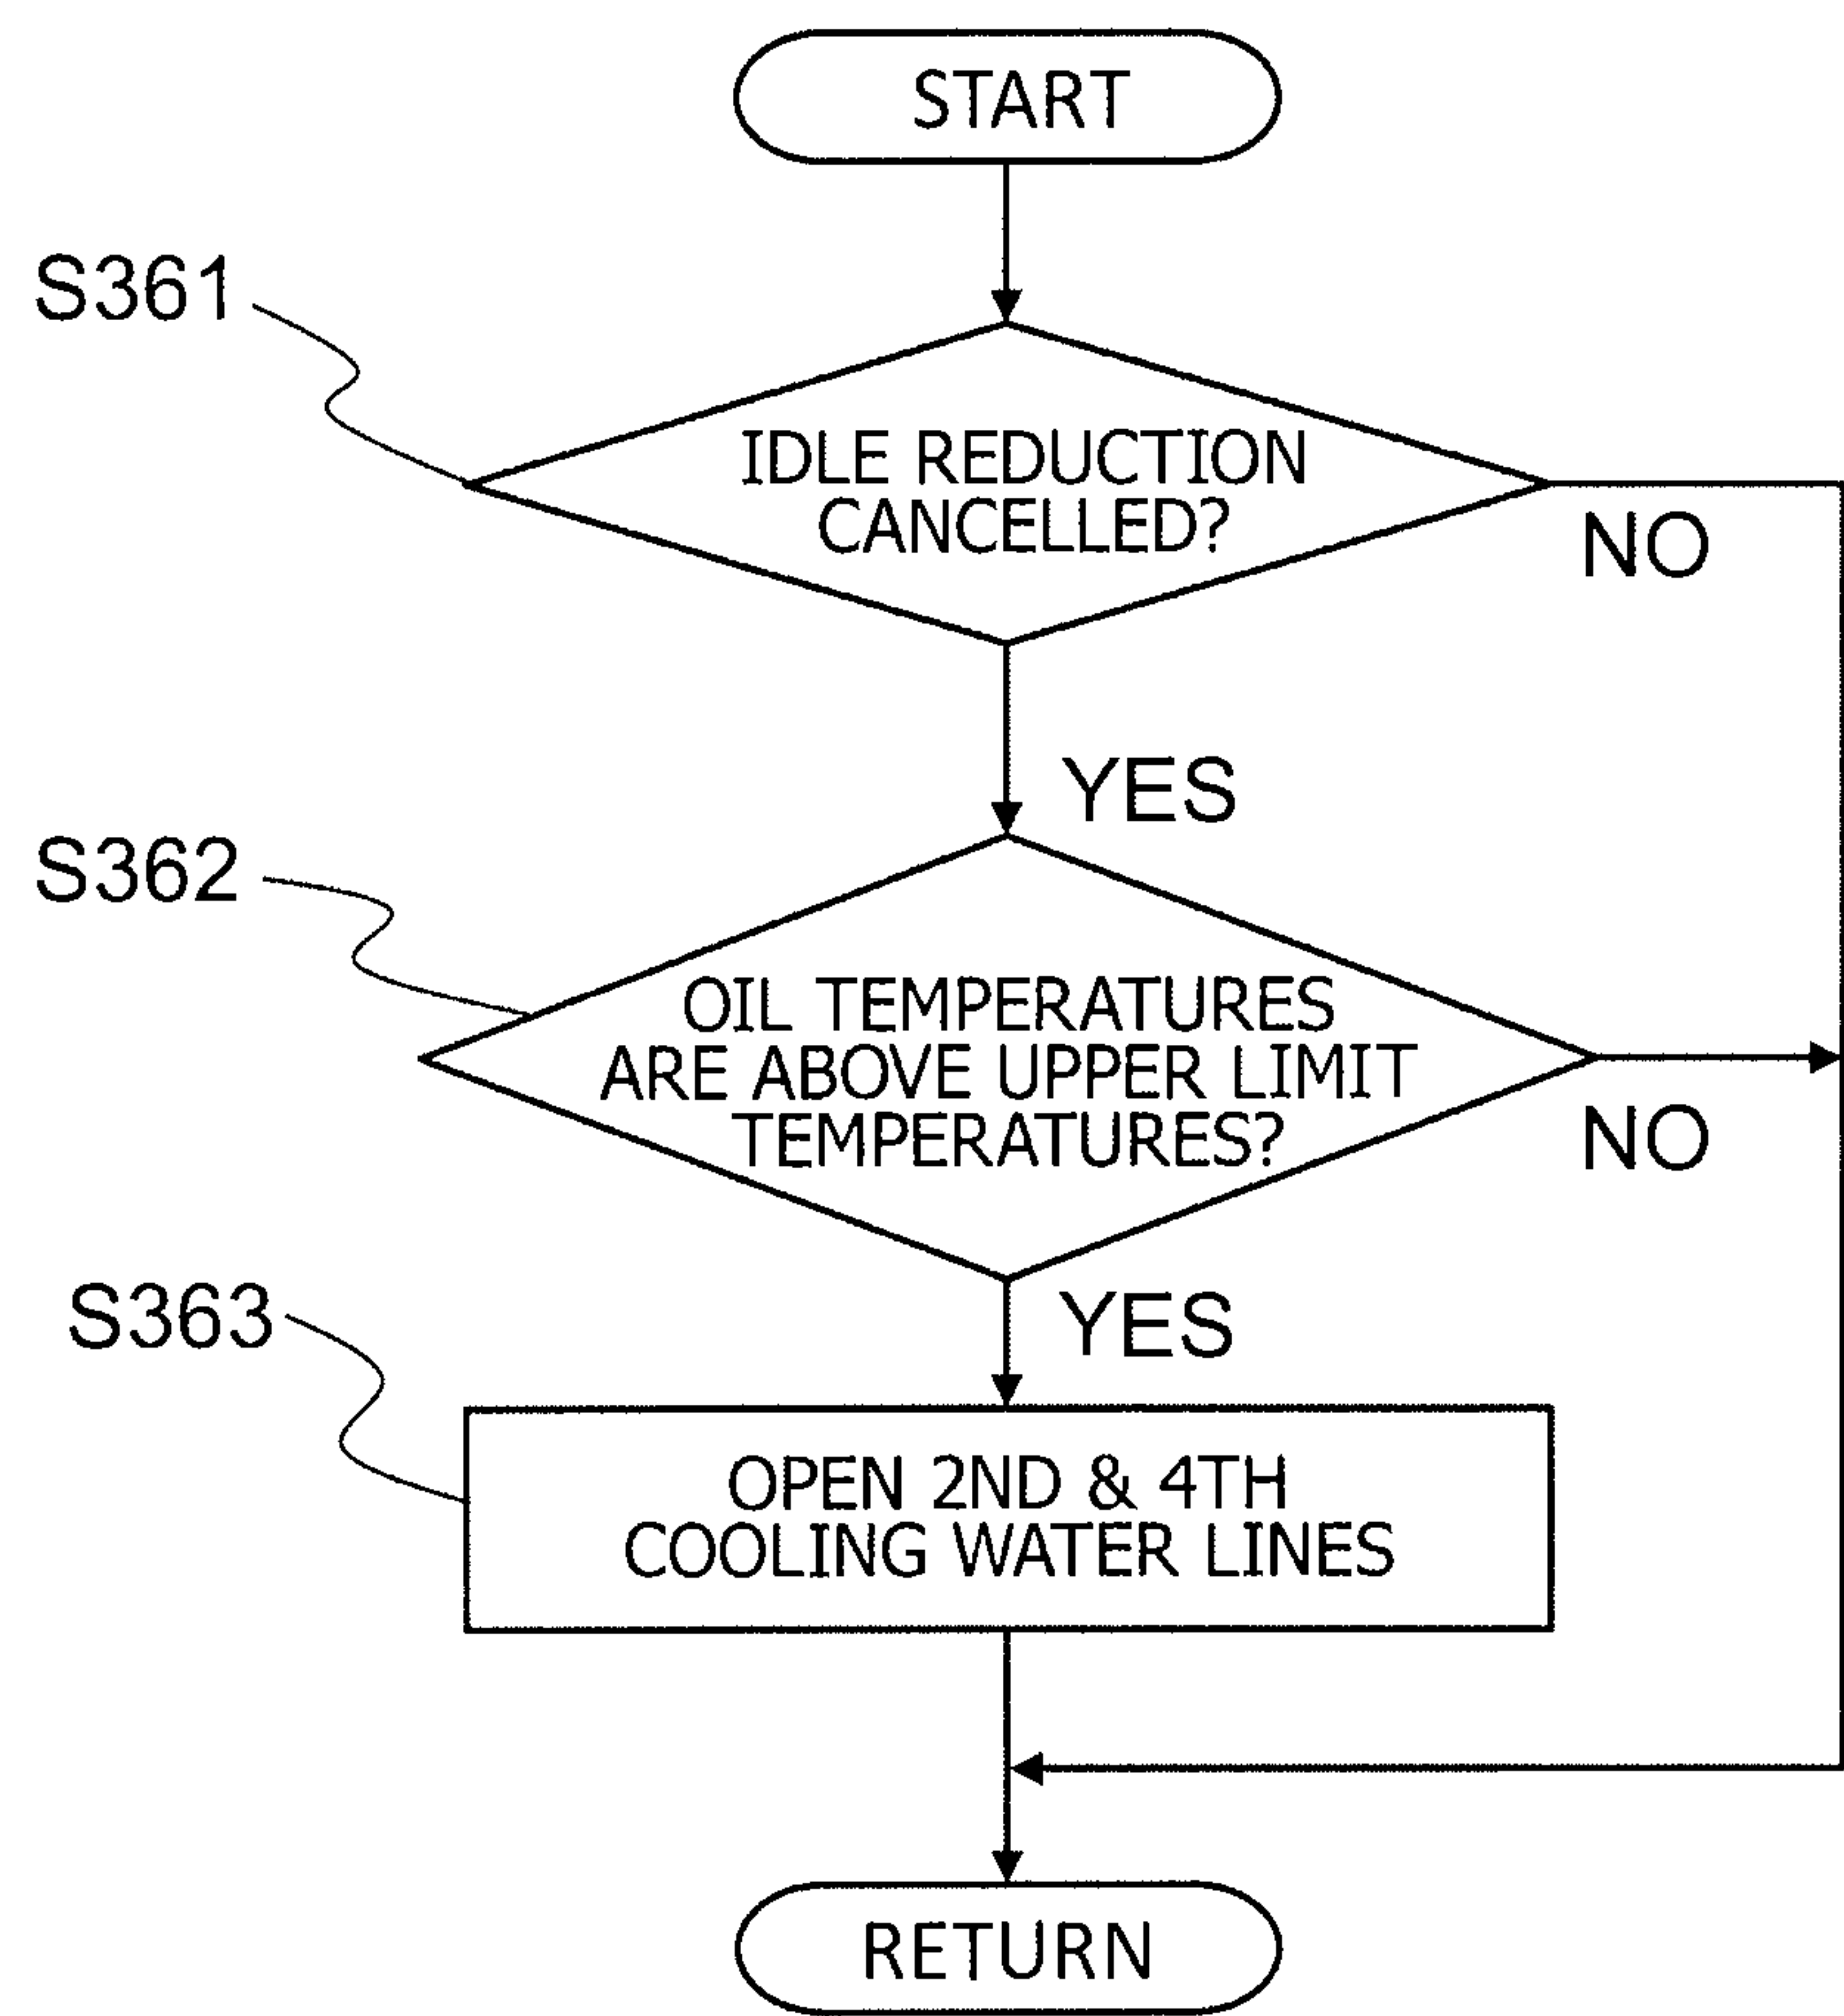 START
S361
IDLE REDUCTION
CANCELLED?
NO
YES
S362
OIL TEMPERATURES
ARE ABOVE UPPER LIMIT
TEMPERATURES?
NO
YES
S363
OPEN 2ND & 4TH
COOLING WATER LINES
RETURN